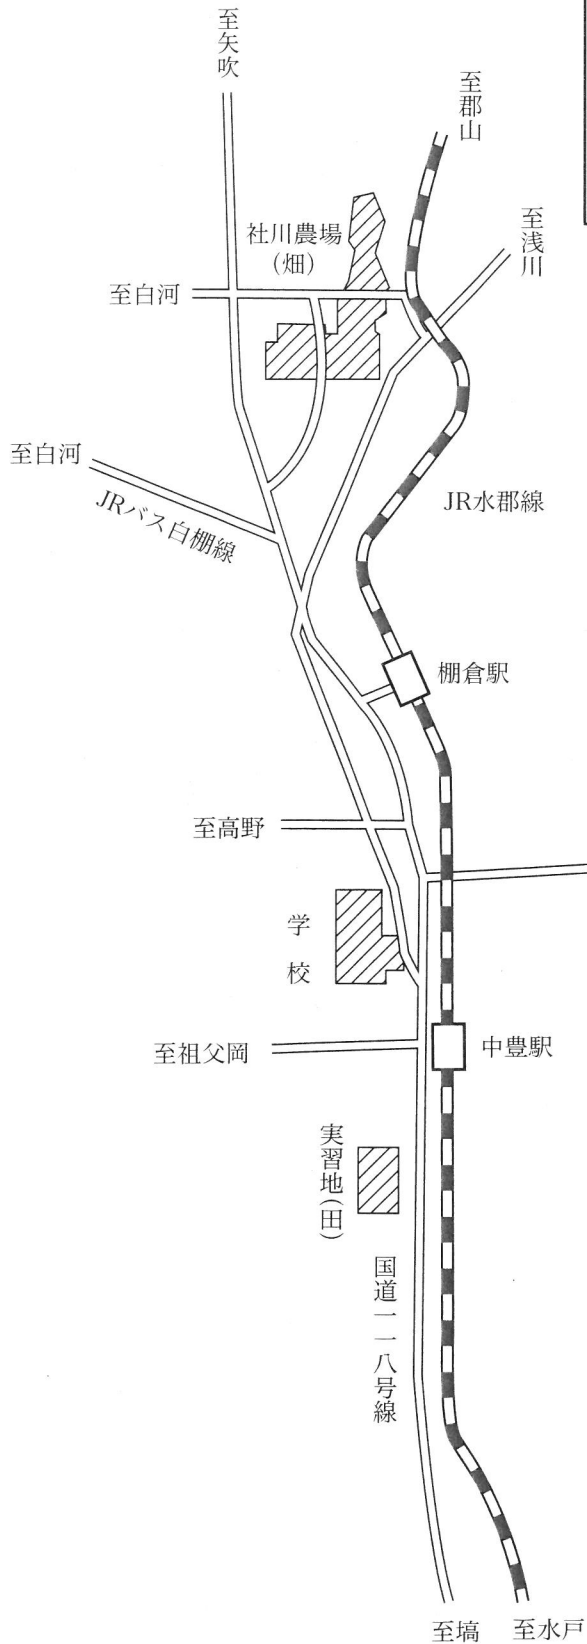 至矢吹
至郡山
至浅川
社川農場
(畑)
至白河
至白河
JRバス白棚線
JR水郡線
棚倉駅
至高野
学校
至祖父岡
中豊駅
実習地(田)
国道一一八号線
至塙
至水戸